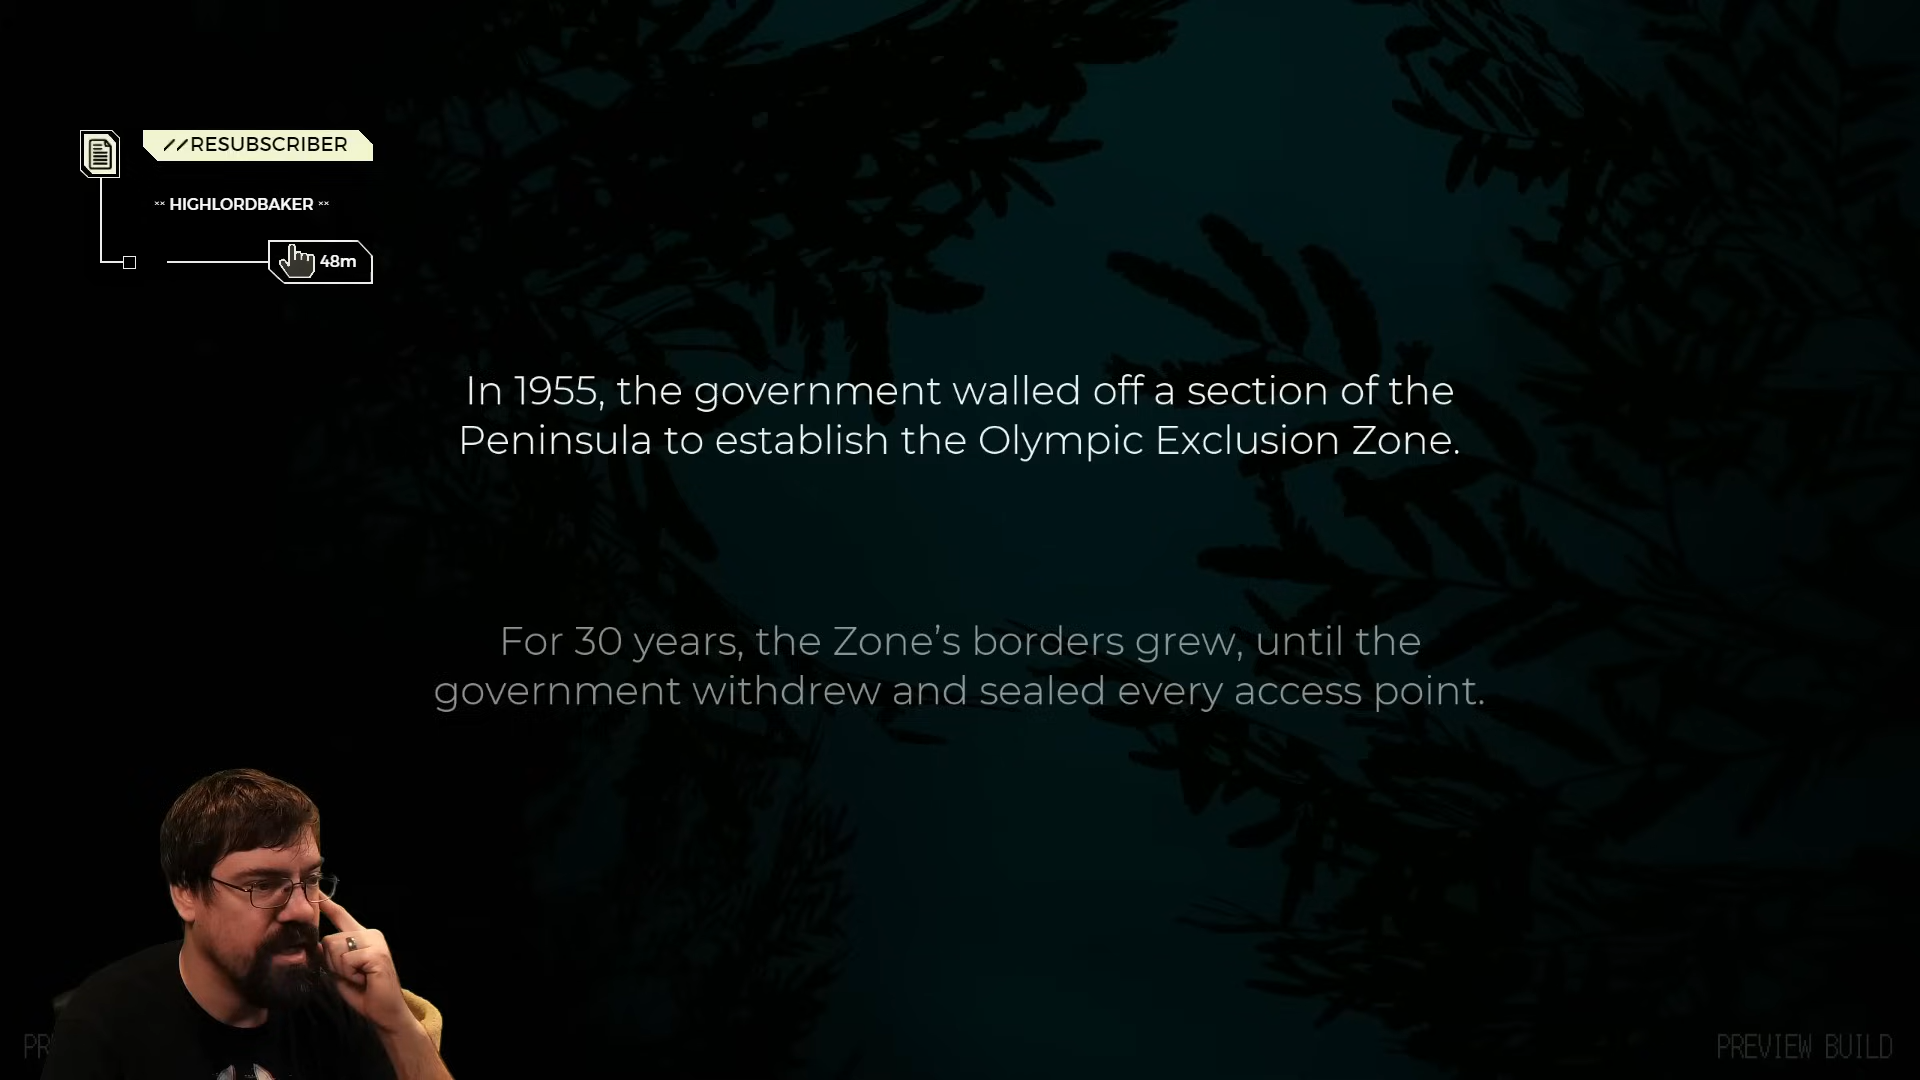 //RESUBSCRIBER
×× HIGHLORDBAKER ××
48m
In 1955, the government walled off a section of the
Peninsula to establish the Olympic Exclusion Zone.
For 30 years, the Zone’s borders grew, until the
government withdrew and sealed every access point.
PR
PREVIEW BUILD